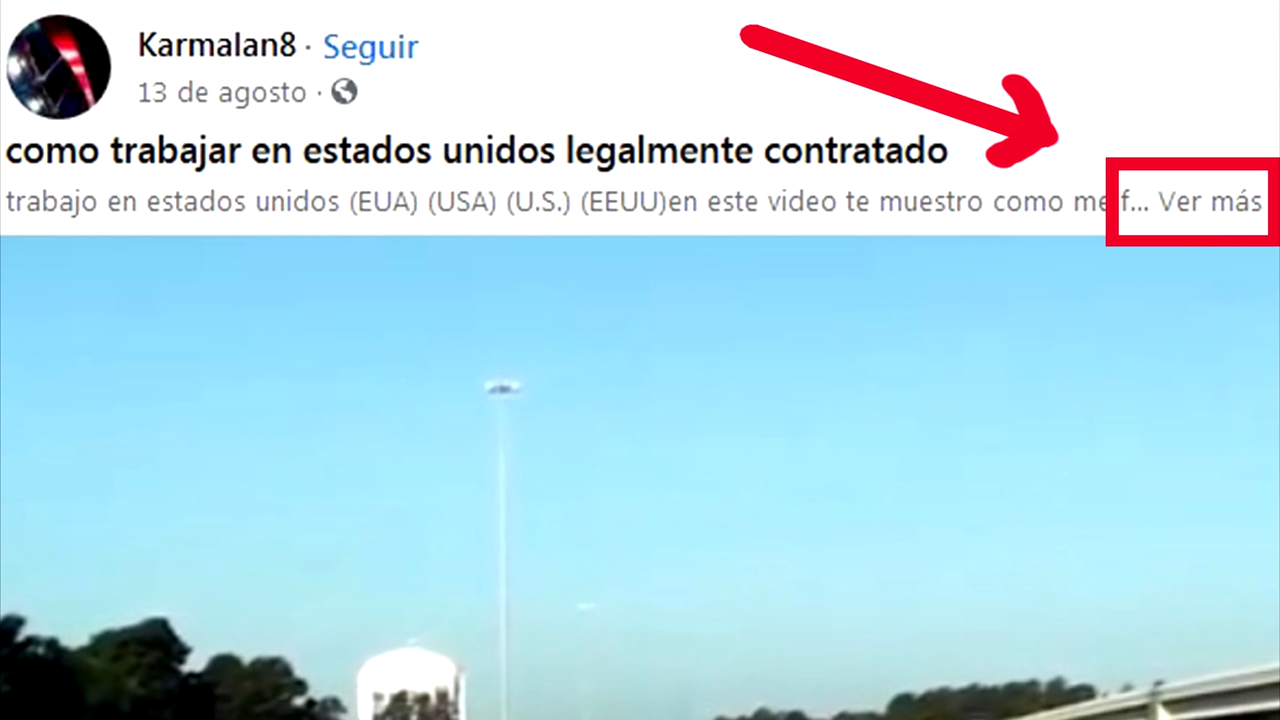 Karmalan8 · Seguir
13 de agosto ·
como trabajar en estados unidos legalmente contratado
trabajo en estados unidos (EUA) (USA) (U.S.) (EEUU)en este video te muestro como me f... Ver más